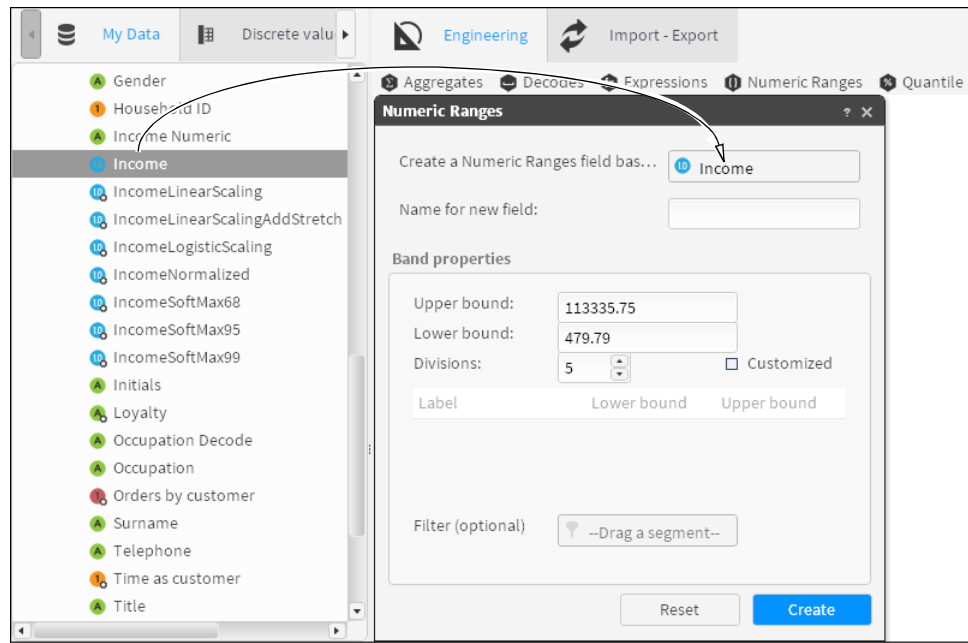 My Data
Discrete valu
Engineering
Import - Export
Gender
Household ID
Income Numeric
Income
IncomeLinearScaling
IncomeLinearScalingAddStretch
IncomeLogisticScaling
IncomeNormalized
IncomeSoftMax68
IncomeSoftMax95
IncomeSoftMax99
Initials
Loyalty
Occupation Decode
Occupation
Orders by customer
Surname
Telephone
Time as customer
Title
Aggregates Decodes Expressions Numeric Ranges Quantile
Numeric Ranges ? ×
Create a Numeric Ranges field bas... Income
Name for new field:
Band properties
Upper bound: 113335.75
Lower bound: 479.79
Divisions: 5 Customized
Label Lower bound Upper bound
Filter (optional) --Drag a segment--
Reset Create